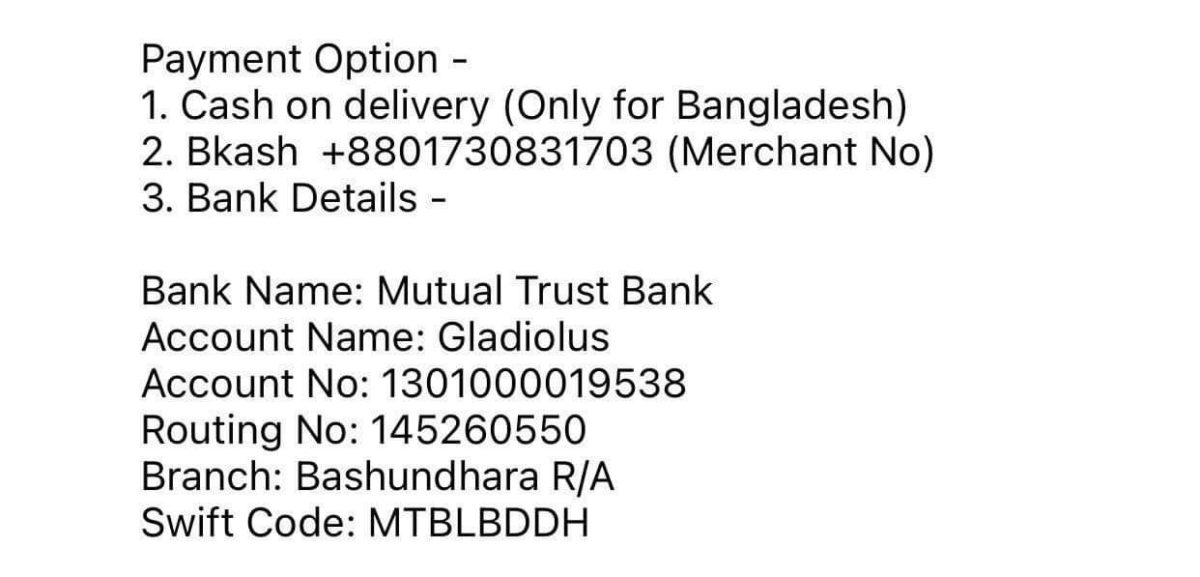 Payment Option -
1. Cash on delivery (Only for Bangladesh)
2. Bkash  +8801730831703 (Merchant No)
3. Bank Details -
Bank Name: Mutual Trust Bank
Account Name: Gladiolus
Account No: 1301000019538
Routing No: 145260550
Branch: Bashundhara R/A
Swift Code: MTBLBDDH